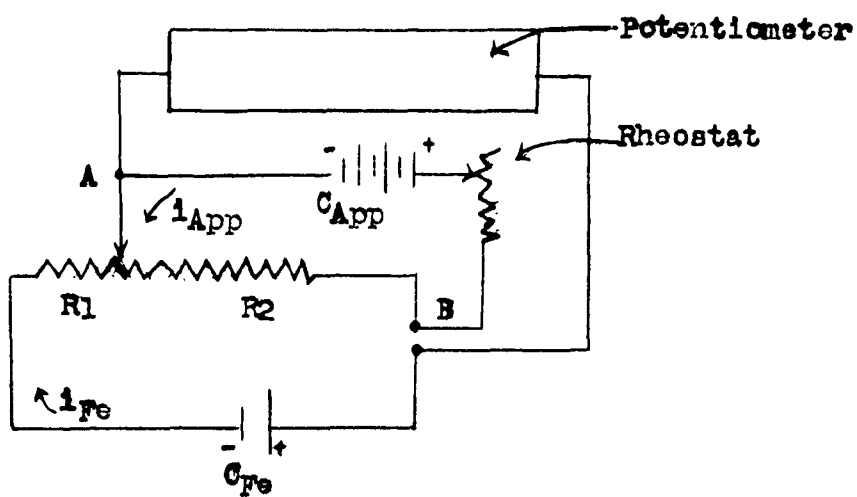 Potentiometer
Rheostat
- +
A
CApp
iApp
R1 R2 B
iFe
- +
CFe